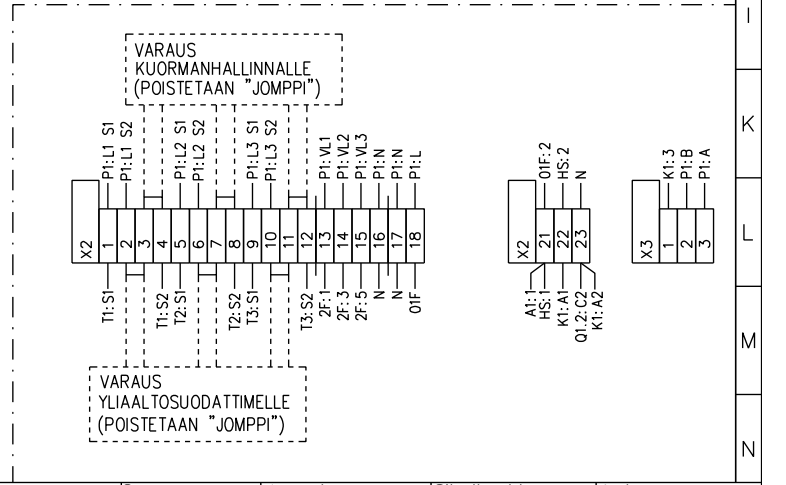 I
K
L
M
N
VARAUS
KUORMANHALLINNALLE
(POISTETAAN "JOMPPI")
P1:L1 S1
P1:L1 S2
P1:L2 S1
P1:L2 S2
P1:L3 S1
P1:L3 S2
P1:VL1
P1:VL2
P1:VL3
P1:N
P1:N
P1:L
X2
1
2
3
4
5
6
7
8
9
10
11
12
13
14
15
16
17
18
T1:S1
T1:S2
T2:S1
T2:S2
T3:S1
T3:S2
2F:1
2F:3
2F:5
N
N
01F
VARAUS
YLIAALTOSUODATTIMELLE
(POISTETAAN "JOMPPI")
01F:2
HS:2
N
X2
21
22
23
A1:1
HS:1
K1:A1
Q1.2:C2
K1:A2
K1:3
P1:B
P1:A
X3
1
2
3